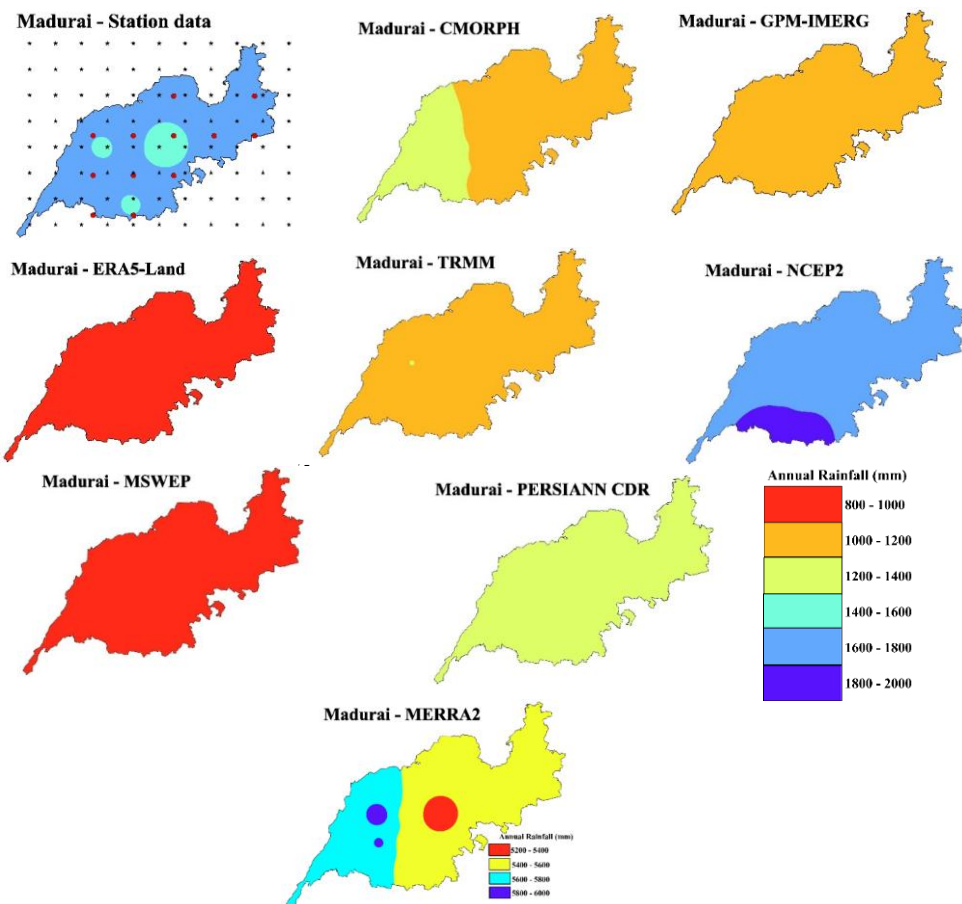 Madurai - Station data
Madurai - CMORPH
Madurai - GPM-IMERG
Madurai - ERA5-Land
Madurai - TRMM
Madurai - NCEP2
Madurai - MSWEP
Madurai - PERSIANN CDR
Annual Rainfall (mm)
800 - 1000
1000 - 1200
1200 - 1400
1400 - 1600
1600 - 1800
1800 - 2000
Madurai - MERRA2
Annual Rainfall (mm)
5200 - 5400
5400 - 5600
5600 - 5800
5800 - 6000